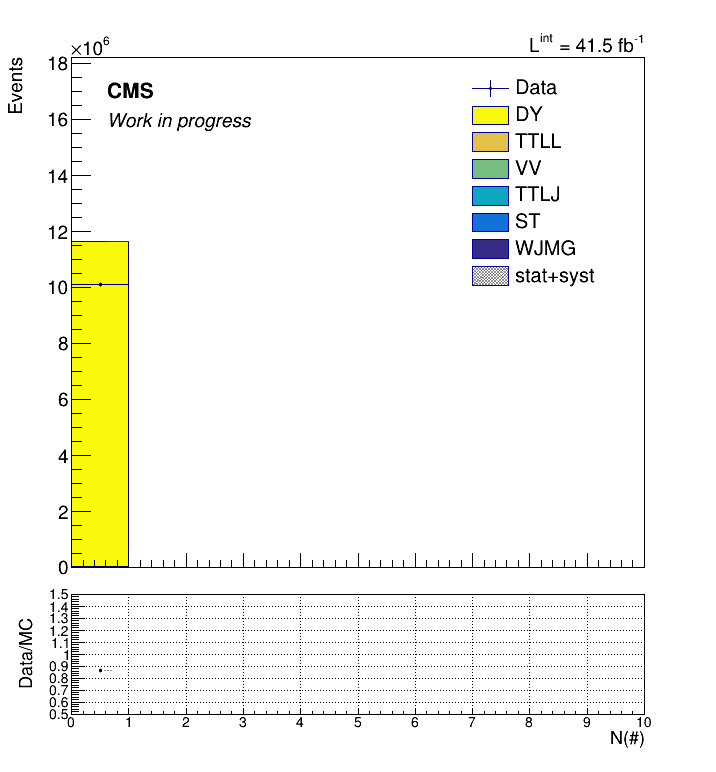 ×10⁶
Lⁱⁿᵗ = 41.5 fb⁻¹
Events
18
16
14
12
10
8
6
4
2
0
CMS
Work in progress
Data
DY
TTLL
VV
TTLJ
ST
WJMG
stat+syst
Data/MC
1.5
1.4
1.3
1.2
1.1
1
0.9
0.8
0.7
0.6
0.5
0 1 2 3 4 5 6 7 8 9 10
N(#)